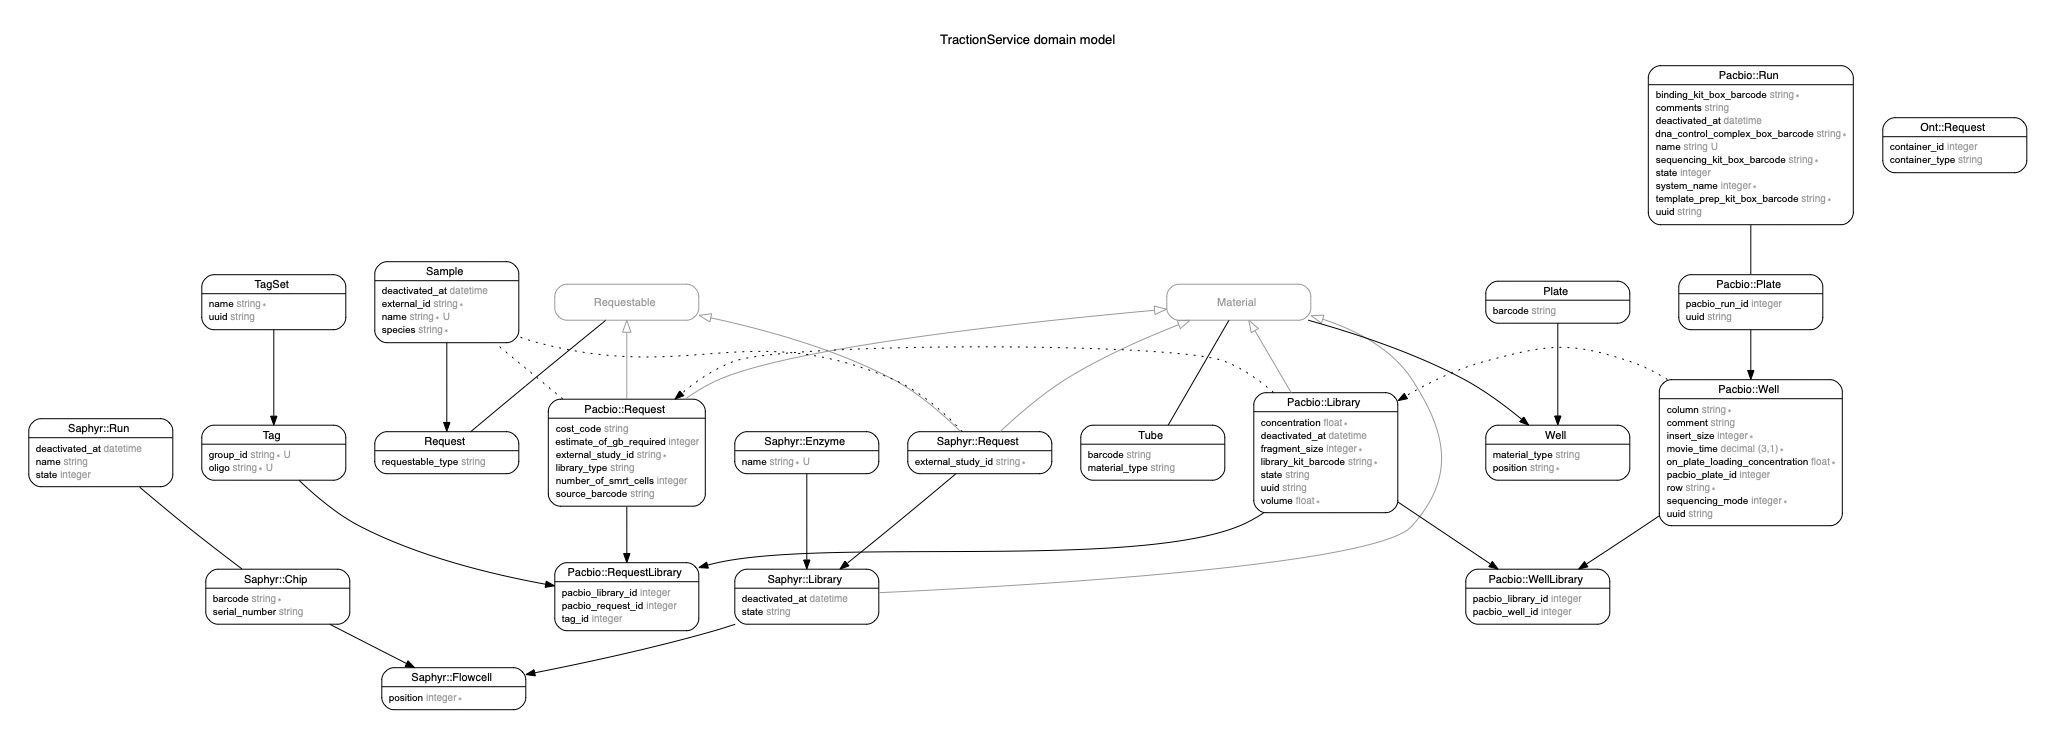 TractionService domain model
Pacbio::Run
binding_kit_box_barcode string *
comments string
deactivated_at datetime
dna_control_complex_box_barcode string *
name string U
sequencing_kit_box_barcode string *
state integer
system_name integer *
template_prep_kit_box_barcode string *
uuid string
Ont::Request
container_id integer
container_type string
TagSet
name string *
uuid string
Sample
deactivated_at datetime
external_id string *
name string * U
species string *
Requestable
Material
Plate
barcode string
Pacbio::Plate
pacbio_run_id integer
uuid string
Saphyr::Run
deactivated_at datetime
name string
state integer
Tag
group_id string * U
oligo string * U
Request
requestable_type string
Pacbio::Request
cost_code string
estimate_of_gb_required integer
external_study_id string *
library_type string
number_of_smrt_cells integer
source_barcode string
Saphyr::Enzyme
name string * U
Saphyr::Request
external_study_id string *
Tube
barcode string
material_type string
Pacbio::Library
concentration float *
deactivated_at datetime
fragment_size integer *
library_kit_barcode string *
state string
uuid string
volume float *
Well
material_type string
position string *
Pacbio::Well
column string *
comment string
insert_size integer *
movie_time decimal (3,1) *
on_plate_loading_concentration float *
pacbio_plate_id integer
row string *
sequencing_mode integer *
uuid string
Saphyr::Chip
barcode string *
serial_number string
Pacbio::RequestLibrary
pacbio_library_id integer
pacbio_request_id integer
tag_id integer
Saphyr::Library
deactivated_at datetime
state string
Pacbio::WellLibrary
pacbio_library_id integer
pacbio_well_id integer
Saphyr::Flowcell
position integer *